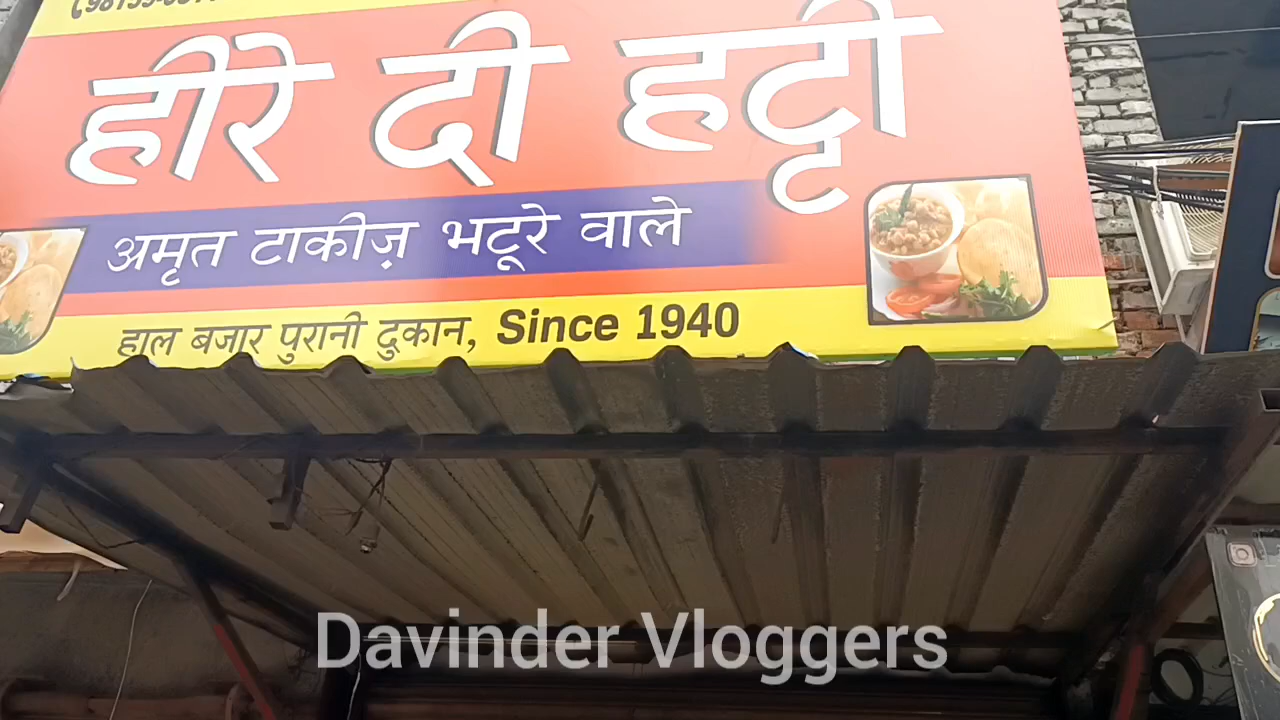 हीरे दी हट्टी
अमृत टाकीज़ भटूरे वाले
हाल बजार पुरानी दुकान, Since 1940
Davinder Vloggers